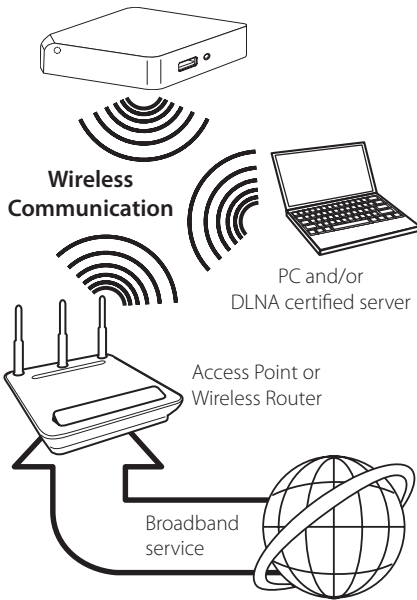 Wireless
Communication
PC and/or
DLNA certified server
Access Point or
Wireless Router
Broadband
service